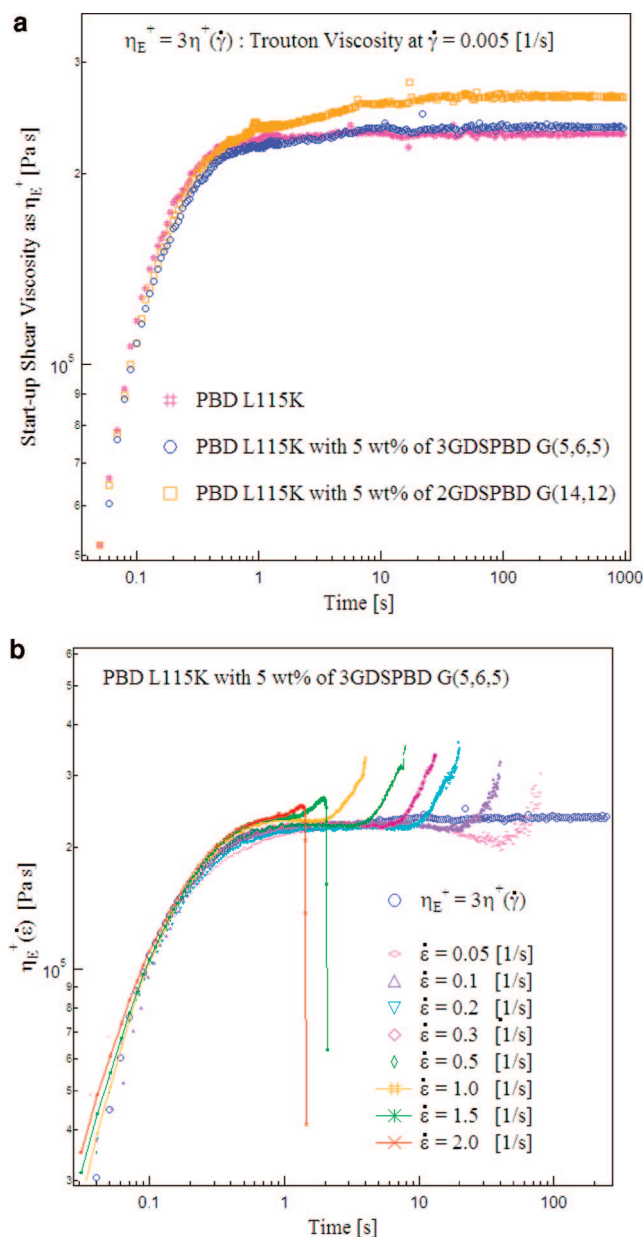 a
η_E⁺ = 3η⁺(γ̇) : Trouton Viscosity at γ̇ = 0.005 [1/s]
Start-up Shear Viscosity as η_E⁺ [Pa s]
3
2
10⁵
9
8
7
6
5
PBD L115K
PBD L115K with 5 wt% of 3GDSPBD G(5,6,5)
PBD L115K with 5 wt% of 2GDSPBD G(14,12)
0.1 1 10 100 1000
Time [s]
b
PBD L115K with 5 wt% of 3GDSPBD G(5,6,5)
η_E⁺(ε̇) [Pa s]
6
5
4
3
2
10⁵
9
8
7
6
5
4
3
η_E⁺ = 3η⁺(γ̇)
ε̇ = 0.05 [1/s]
ε̇ = 0.1 [1/s]
ε̇ = 0.2 [1/s]
ε̇ = 0.3 [1/s]
ε̇ = 0.5 [1/s]
ε̇ = 1.0 [1/s]
ε̇ = 1.5 [1/s]
ε̇ = 2.0 [1/s]
0.1 1 10 100
Time [s]